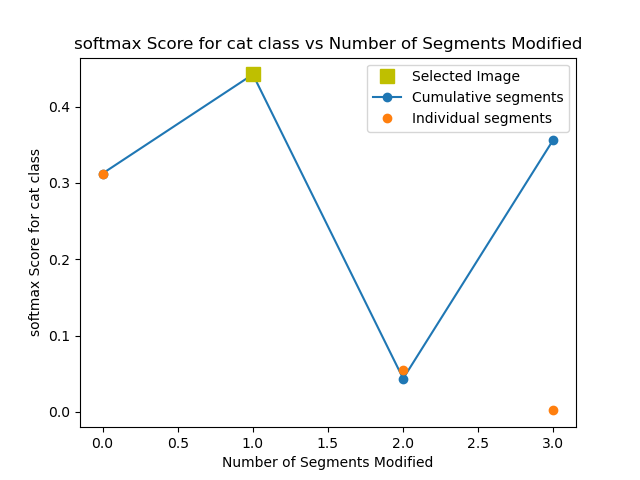 softmax Score for cat class vs Number of Segments Modified
Selected Image
Cumulative segments
Individual segments
softmax Score for cat class
0.4
0.3
0.2
0.1
0.0
0.0 0.5 1.0 1.5 2.0 2.5 3.0
Number of Segments Modified